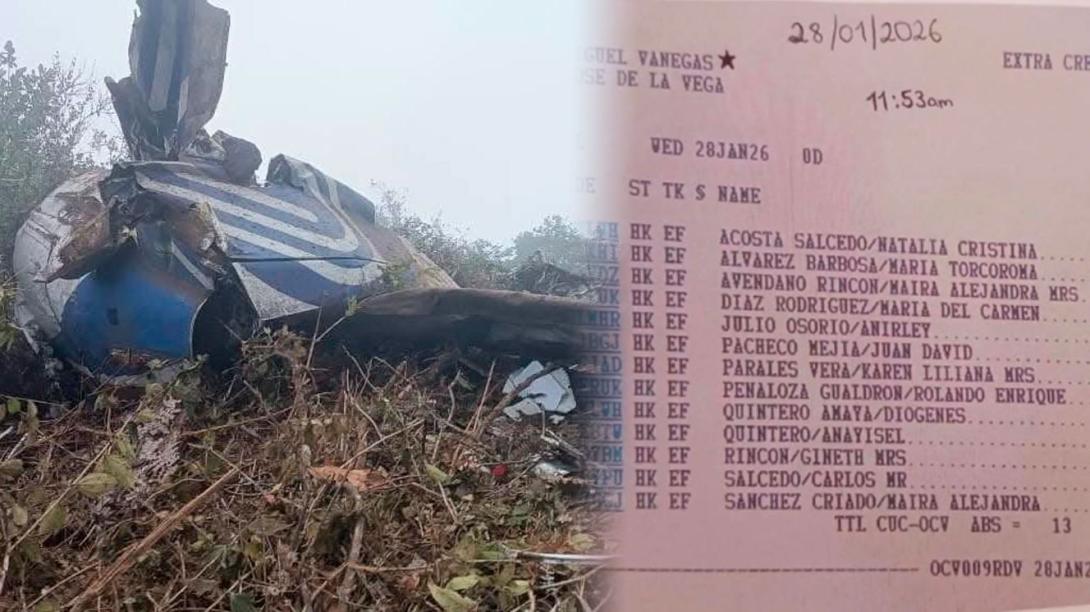 28/01/2026
GUEL VANEGAS★ EXTRA CRE
SE DE LA VEGA
11:53am
WED 28JAN26 0D
ST TK S NAME
HK EF ACOSTA SALCEDO/NATALIA CRISTINA
HK EF ALVAREZ BARBOSA/MARIA TORCOROMA
HK EF AVENDANO RINCON/MAIRA ALEJANDRA MRS
HK EF DIAZ RODRIGUEZ/MARIA DEL CARMEN
HK EF JULIO OSORIO/ANIRLEY
HK EF PACHECO MEJIA/JUAN DAVID
HK EF PARALES VERA/KAREN LILIANA MRS
HK EF PENALOZA GUALDRON/ROLANDO ENRIQUE
HK EF QUINTERO AMAYA/DIOGENES
HK EF QUINTERO/ANAYISEL
HK EF RINCON/GINETH MRS
HK EF SALCEDO/CARLOS MR
HK EF SANCHEZ CRIADO/MAIRA ALEJANDRA
TTL CUC-OCV ABS = 13
OCV009RDV 28JAN2